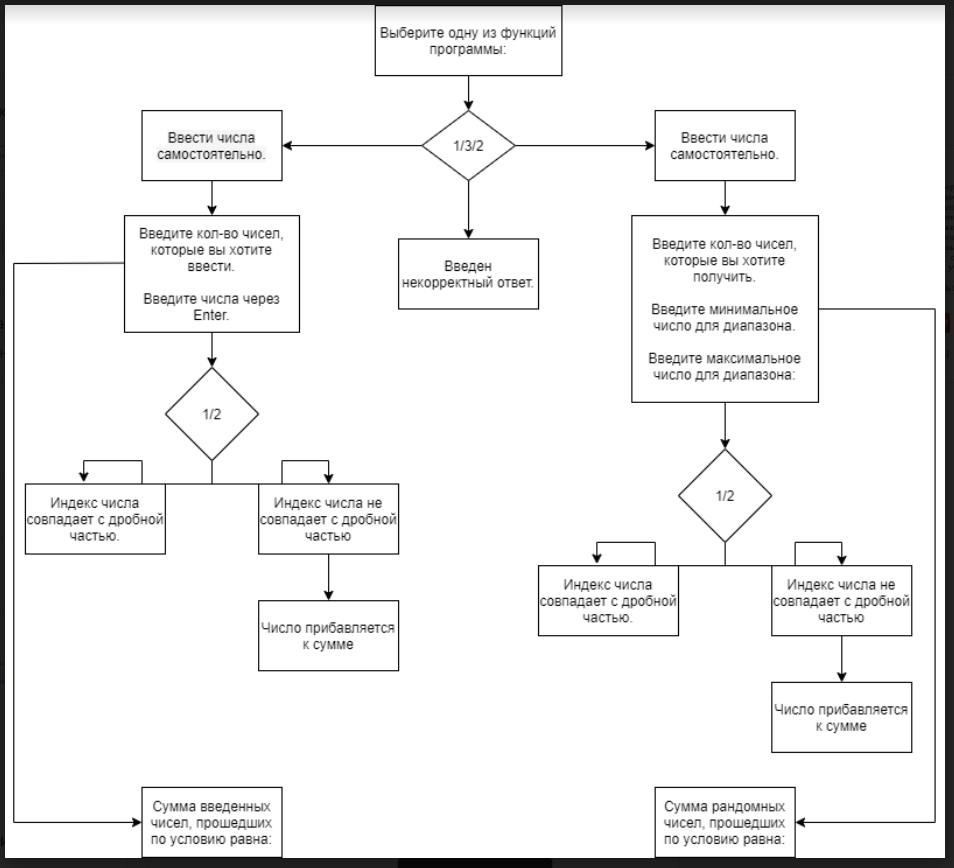 Выберите одну из функций
программы:
Ввести числа
самостоятельно.
1/3/2
Ввести числа
самостоятельно.
Введите кол-во чисел,
которые вы хотите
ввести.
Введите числа через
Enter.
Введен
некорректный ответ.
Введите кол-во чисел,
которые вы хотите
получить.
Введите минимальное
число для диапазона.
Введите максимальное
число для диапазона:
1/2
Индекс числа
совпадает с дробной
частью.
Индекс числа не
совпадает с дробной
частью
Число прибавляется
к сумме
1/2
Индекс числа
совпадает с дробной
частью.
Индекс числа не
совпадает с дробной
частью
Число прибавляется
к сумме
Сумма введенных
чисел, прошедших
по условию равна:
Сумма рандомных
чисел, прошедших
по условию равна: